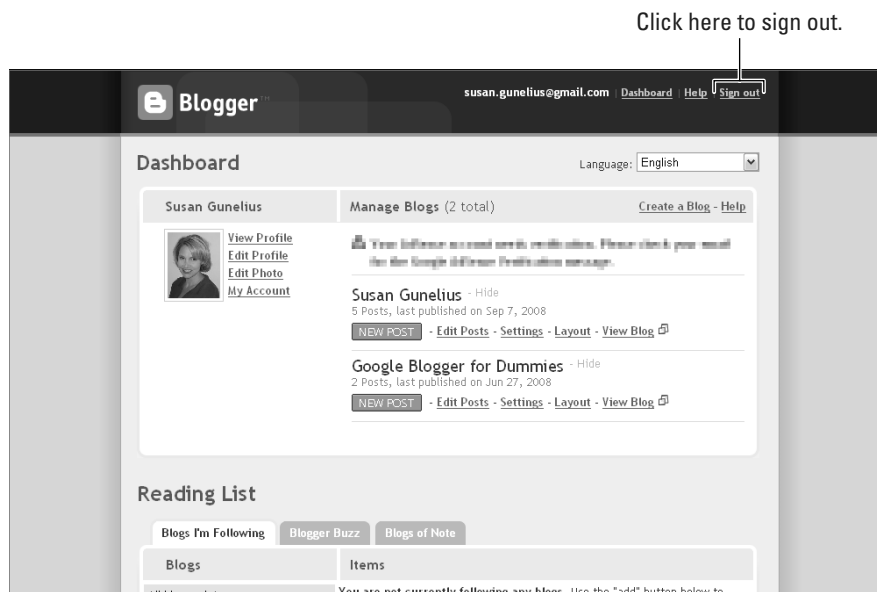 Click here to sign out.
Blogger™
susan.gunelius@gmail.com | Dashboard | Help | Sign out
Dashboard
Language: English
Susan Gunelius
View Profile
Edit Profile
Edit Photo
My Account
Manage Blogs (2 total)
Create a Blog - Help
Susan Gunelius - Hide
5 Posts, last published on Sep 7, 2008
NEW POST - Edit Posts - Settings - Layout - View Blog
Google Blogger for Dummies - Hide
2 Posts, last published on Jun 27, 2008
NEW POST - Edit Posts - Settings - Layout - View Blog
Reading List
Blogs I'm Following Blogger Buzz Blogs of Note
Blogs Items
You are not currently following any blogs. Use the "add" button below to